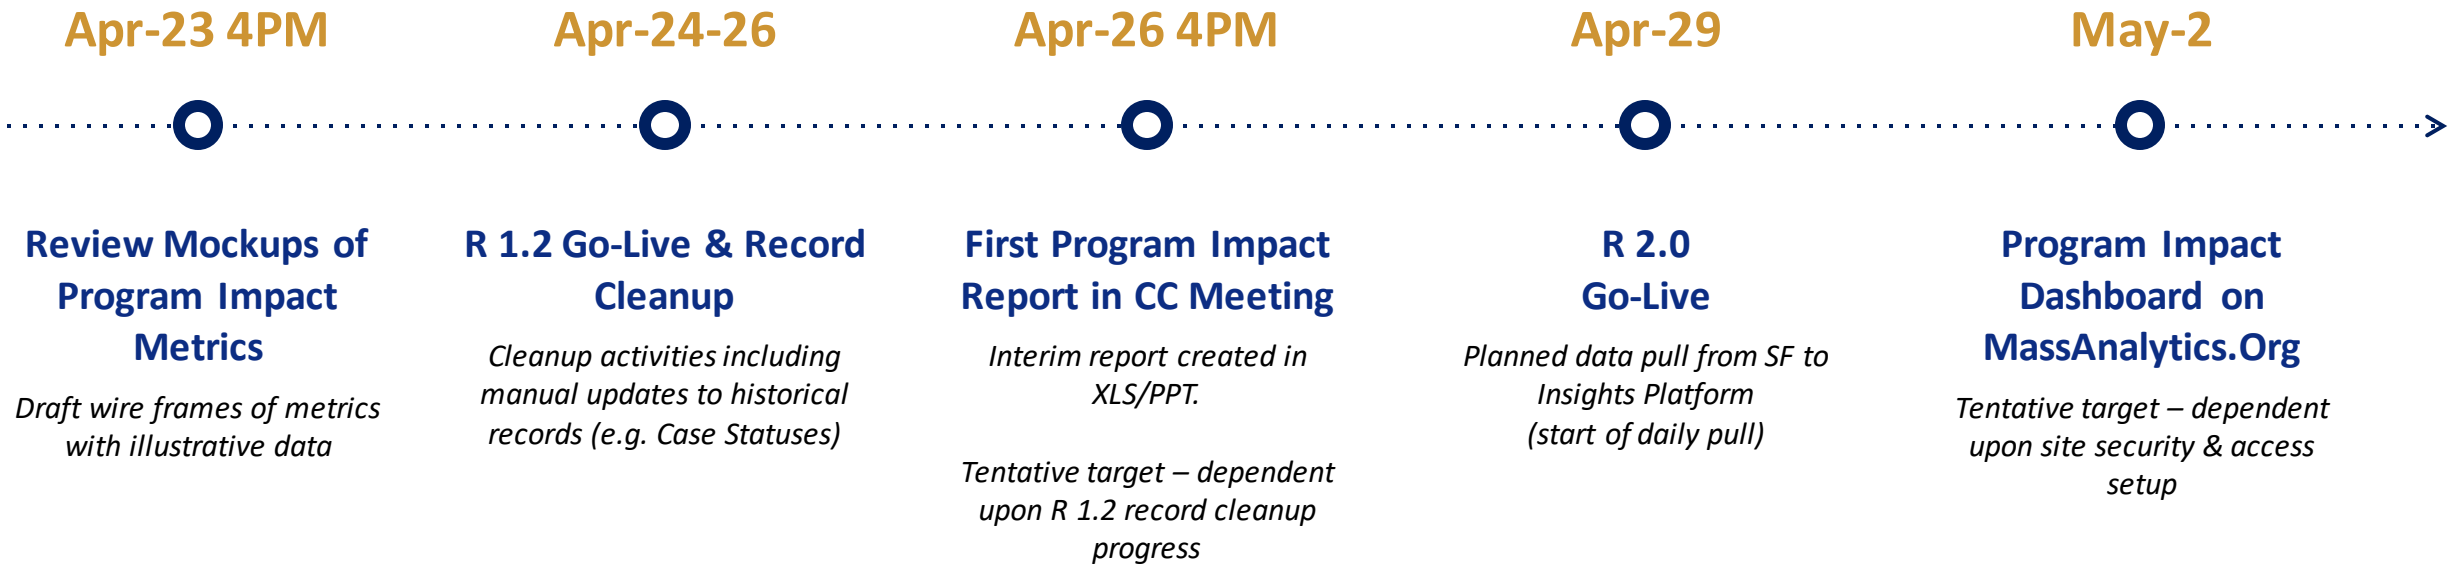 Apr-23 4PM
Review Mockups of
Program Impact
Metrics
Draft wire frames of metrics
with illustrative data
Apr-24-26
R 1.2 Go-Live & Record
Cleanup
Cleanup activities including
manual updates to historical
records (e.g. Case Statuses)
Apr-26 4PM
First Program Impact
Report in CC Meeting
Interim report created in
XLS/PPT.
Tentative target – dependent
upon R 1.2 record cleanup
progress
Apr-29
R 2.0
Go-Live
Planned data pull from SF to
Insights Platform
(start of daily pull)
May-2
Program Impact
Dashboard on
MassAnalytics.Org
Tentative target – dependent
upon site security & access
setup